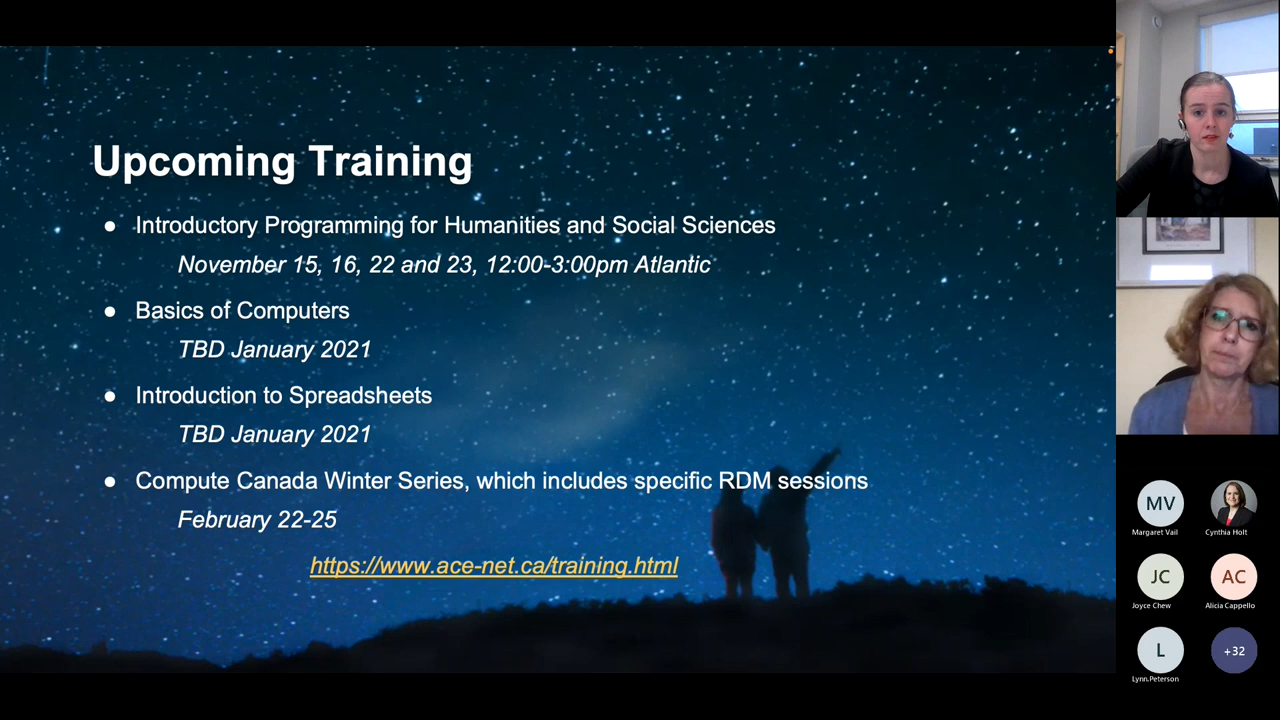 Upcoming Training
● Introductory Programming for Humanities and Social Sciences
November 15, 16, 22 and 23, 12:00-3:00pm Atlantic
● Basics of Computers
TBD January 2021
● Introduction to Spreadsheets
TBD January 2021
● Compute Canada Winter Series, which includes specific RDM sessions
February 22-25
https://www.ace-net.ca/training.html
MV
Margaret Vail
Cynthia Holt
JC
Joyce Chew
AC
Alicia Cappello
L
Lynn.Peterson
+32